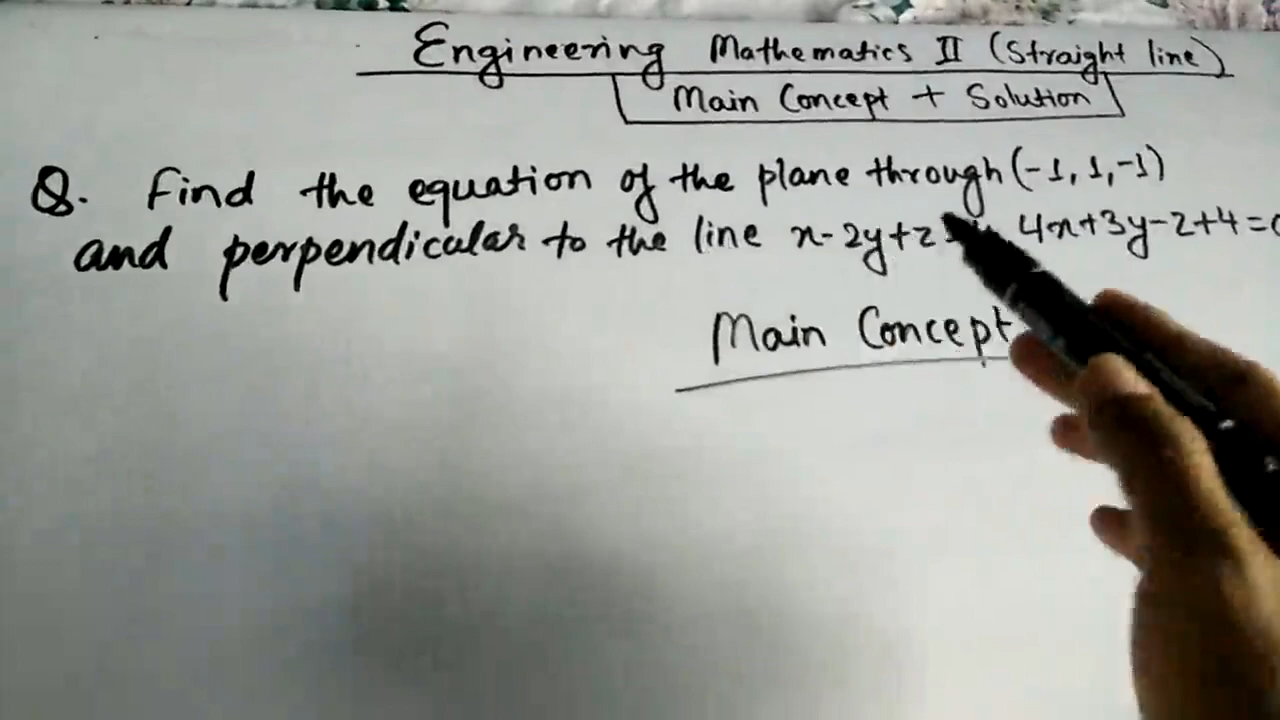 Engineering Mathematics II (Straight line)
Main Concept + Solution
Q. Find the equation of the plane through (-1, 1, -1)
and perpendicular to the line x-2y+z 4x+3y-z+4=0
Main Concept